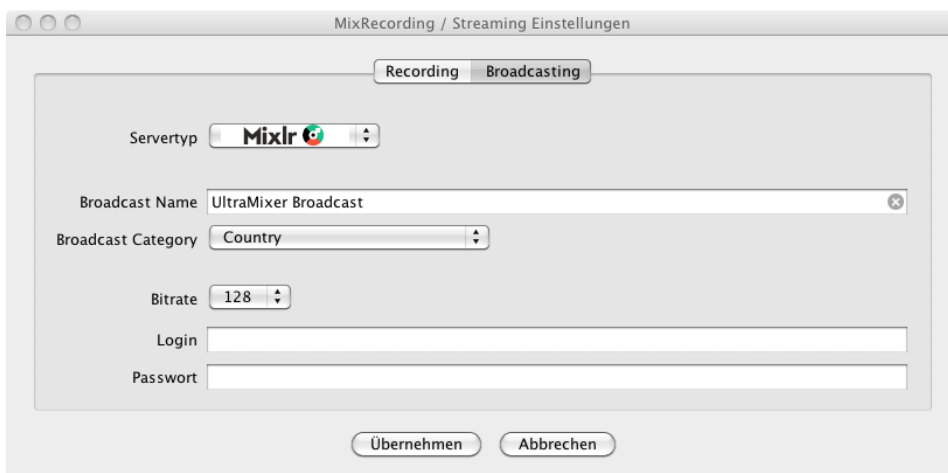 MixRecording / Streaming Einstellungen
Recording Broadcasting
Servertyp Mixlr
Broadcast Name UltraMixer Broadcast
Broadcast Category Country
Bitrate 128
Login
Passwort
Übernehmen Abbrechen